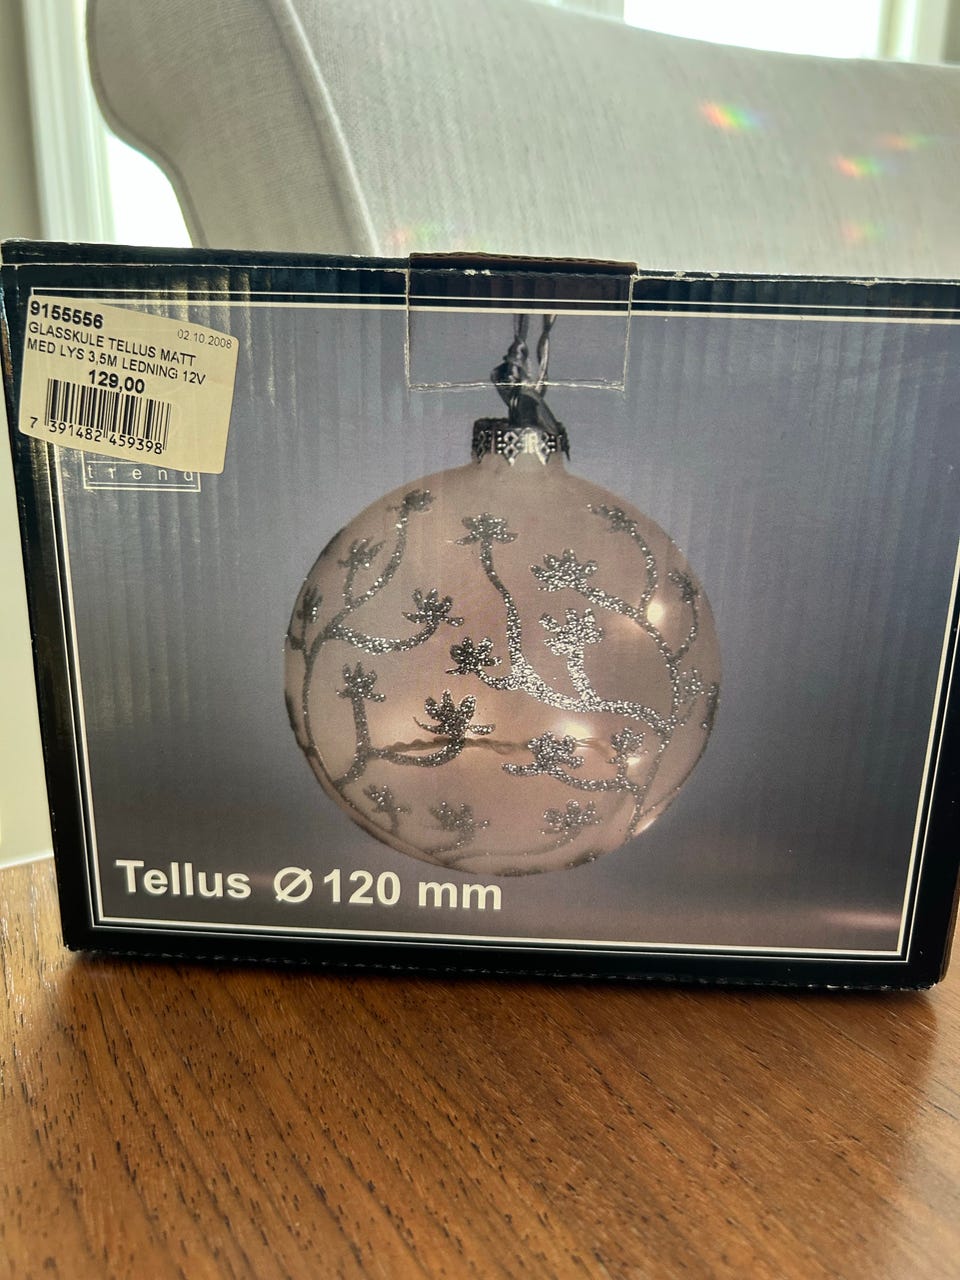 9155556
02.10.2008
GLASSKULE TELLUS MATT
MED LYS 3,5M LEDNING 12V
129,00
7 391482 459398
trend
Tellus Ø 120 mm